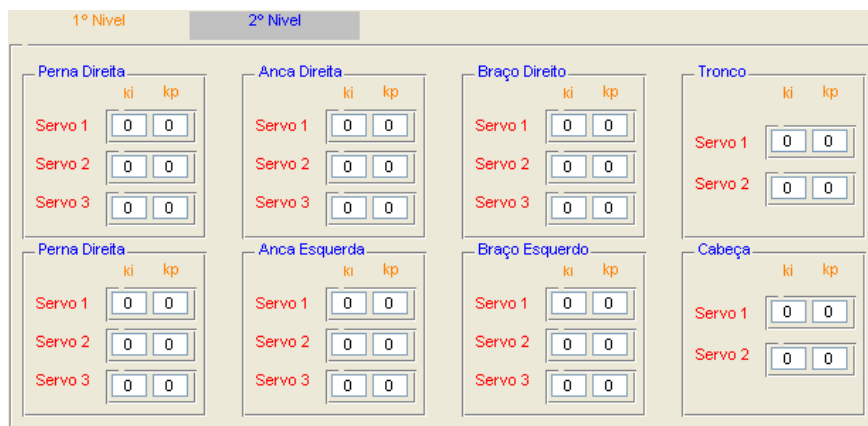 1º Nivel 2º Nivel
Perna Direita Anca Direita Braço Direito Tronco
ki kp ki kp ki kp ki kp
Servo 1 0 0 Servo 1 0 0 Servo 1 0 0 Servo 1 0 0
Servo 2 0 0 Servo 2 0 0 Servo 2 0 0 Servo 2 0 0
Servo 3 0 0 Servo 3 0 0 Servo 3 0 0
Perna Direita Anca Esquerda Braço Esquerdo Cabeça
ki kp ki kp ki kp ki kp
Servo 1 0 0 Servo 1 0 0 Servo 1 0 0 Servo 1 0 0
Servo 2 0 0 Servo 2 0 0 Servo 2 0 0 Servo 2 0 0
Servo 3 0 0 Servo 3 0 0 Servo 3 0 0